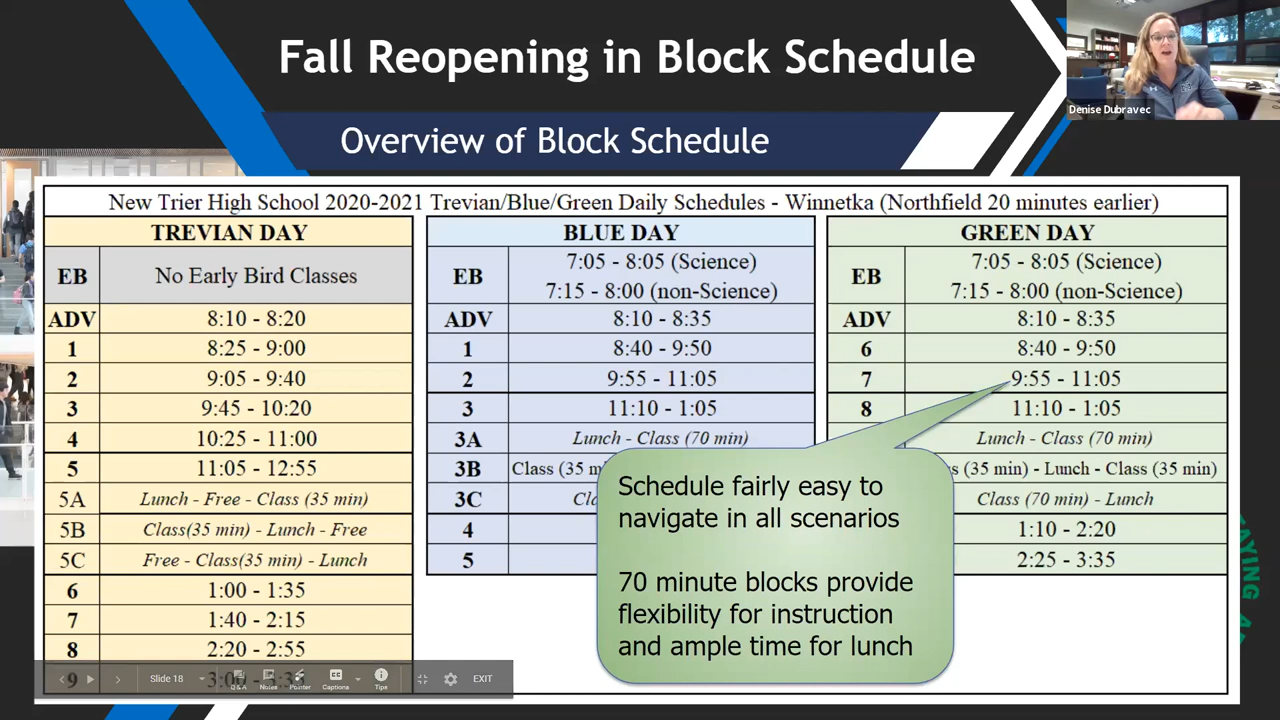 Fall Reopening in Block Schedule
Denise Dubravec
Overview of Block Schedule
New Trier High School 2020-2021 Trevian/Blue/Green Daily Schedules - Winnetka (Northfield 20 minutes earlier)
TREVIAN DAY
EB No Early Bird Classes
ADV 8:10 - 8:20
1 8:25 - 9:00
2 9:05 - 9:40
3 9:45 - 10:20
4 10:25 - 11:00
5 11:05 - 12:55
5A Lunch - Free - Class (35 min)
5B Class(35 min) - Lunch - Free
5C Free - Class(35 min) - Lunch
6 1:00 - 1:35
7 1:40 - 2:15
8 2:20 - 2:55
9
BLUE DAY
EB 7:05 - 8:05 (Science)
7:15 - 8:00 (non-Science)
ADV 8:10 - 8:35
1 8:40 - 9:50
2 9:55 - 11:05
3 11:10 - 1:05
3A Lunch - Class (70 min)
3B Class (35
3C
4
5
GREEN DAY
EB 7:05 - 8:05 (Science)
7:15 - 8:00 (non-Science)
ADV 8:10 - 8:35
6 8:40 - 9:50
7 9:55 - 11:05
8 11:10 - 1:05
Lunch - Class (70 min)
(35 min) - Lunch - Class (35 min)
Class (70 min) - Lunch
1:10 - 2:20
2:25 - 3:35
Schedule fairly easy to
navigate in all scenarios
70 minute blocks provide
flexibility for instruction
and ample time for lunch
Slide 18
Q&A Notes Pointer Captions Tips EXIT